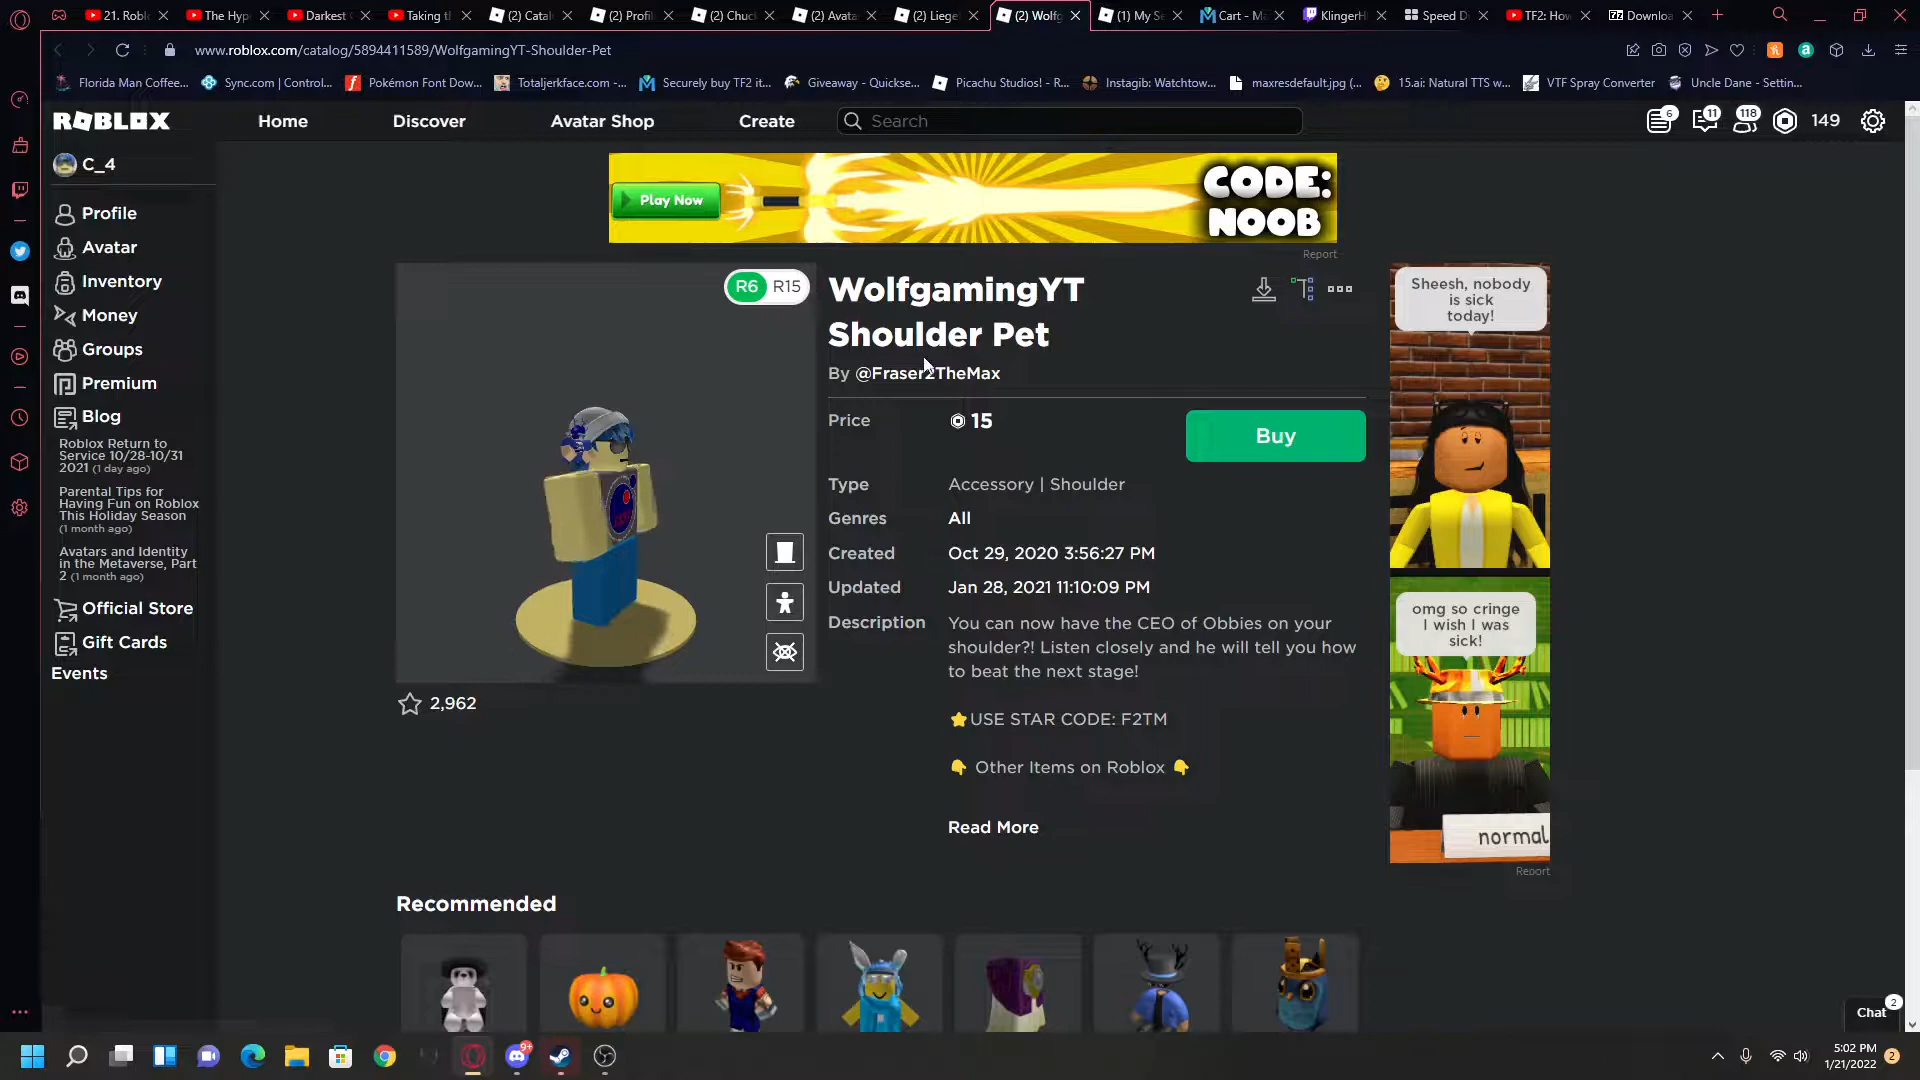 21. Robl
The Hyp
Darkest
Taking t
(2) Catal
(2) Profil
(2) Chuc
(2) Avata
(2) Liege
(2) Wolfg
(1) My S
Cart - M
KlingerH
Speed D
TF2: How
Downloa
www.roblox.com/catalog/5894411589/WolfgamingYT-Shoulder-Pet
Florida Man Coffee...
Sync.com | Control...
Pokémon Font Dow...
Totaljerkface.com -...
Securely buy TF2 it...
Giveaway - Quickse...
Picachu Studios! - R...
Instagib: Watchtow...
maxresdefault.jpg (...
15.ai: Natural TTS w...
VTF Spray Converter
Uncle Dane - Settin...
ROBLOX
Home
Discover
Avatar Shop
Create
Search
6
11
118
149
C_4
Profile
Avatar
Inventory
Money
Groups
Premium
Blog
Roblox Return to
Service 10/28-10/31
2021 (1 day ago)
Parental Tips for
Having Fun on Roblox
This Holiday Season
(1 month ago)
Avatars and Identity
in the Metaverse, Part
2 (1 month ago)
Official Store
Gift Cards
Events
Play Now
CODE:
NOOB
Report
R6 R15
WolfgamingYT
Shoulder Pet
By @Fraser2TheMax
Price 15
Buy
Type Accessory | Shoulder
Genres All
Created Oct 29, 2020 3:56:27 PM
Updated Jan 28, 2021 11:10:09 PM
Description You can now have the CEO of Obbies on your
shoulder?! Listen closely and he will tell you how
to beat the next stage!
⭐USE STAR CODE: F2TM
👇 Other Items on Roblox 👇
Read More
2,962
Sheesh, nobody
is sick
today!
omg so cringe
I wish I was
sick!
normal
Report
Recommended
Chat
2
9+
5:02 PM
1/21/2022
2